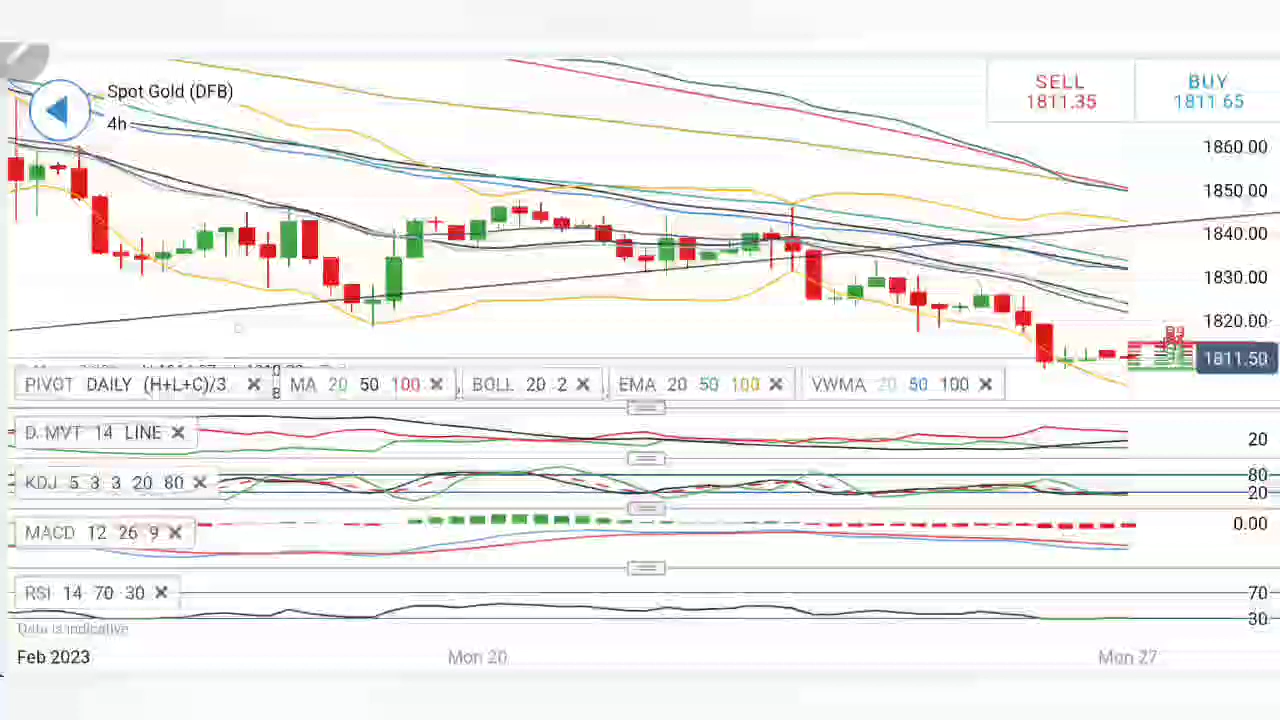 Spot Gold (DFB)
4h
SELL
1811.35
BUY
1811.65
1860.00
1850.00
1840.00
1830.00
1820.00
1811.50
PIVOT DAILY (H+L+C)/3
MA 20 50 100
BOLL 20 2
EMA 20 50 100
VWMA 20 50 100
D. MVT 14 LINE
20
KDJ 5 3 3 20 80
80
20
MACD 12 26 9
0.00
RSI 14 70 30
70
30
Data is indicative
Feb 2023 Mon 20 Mon 27